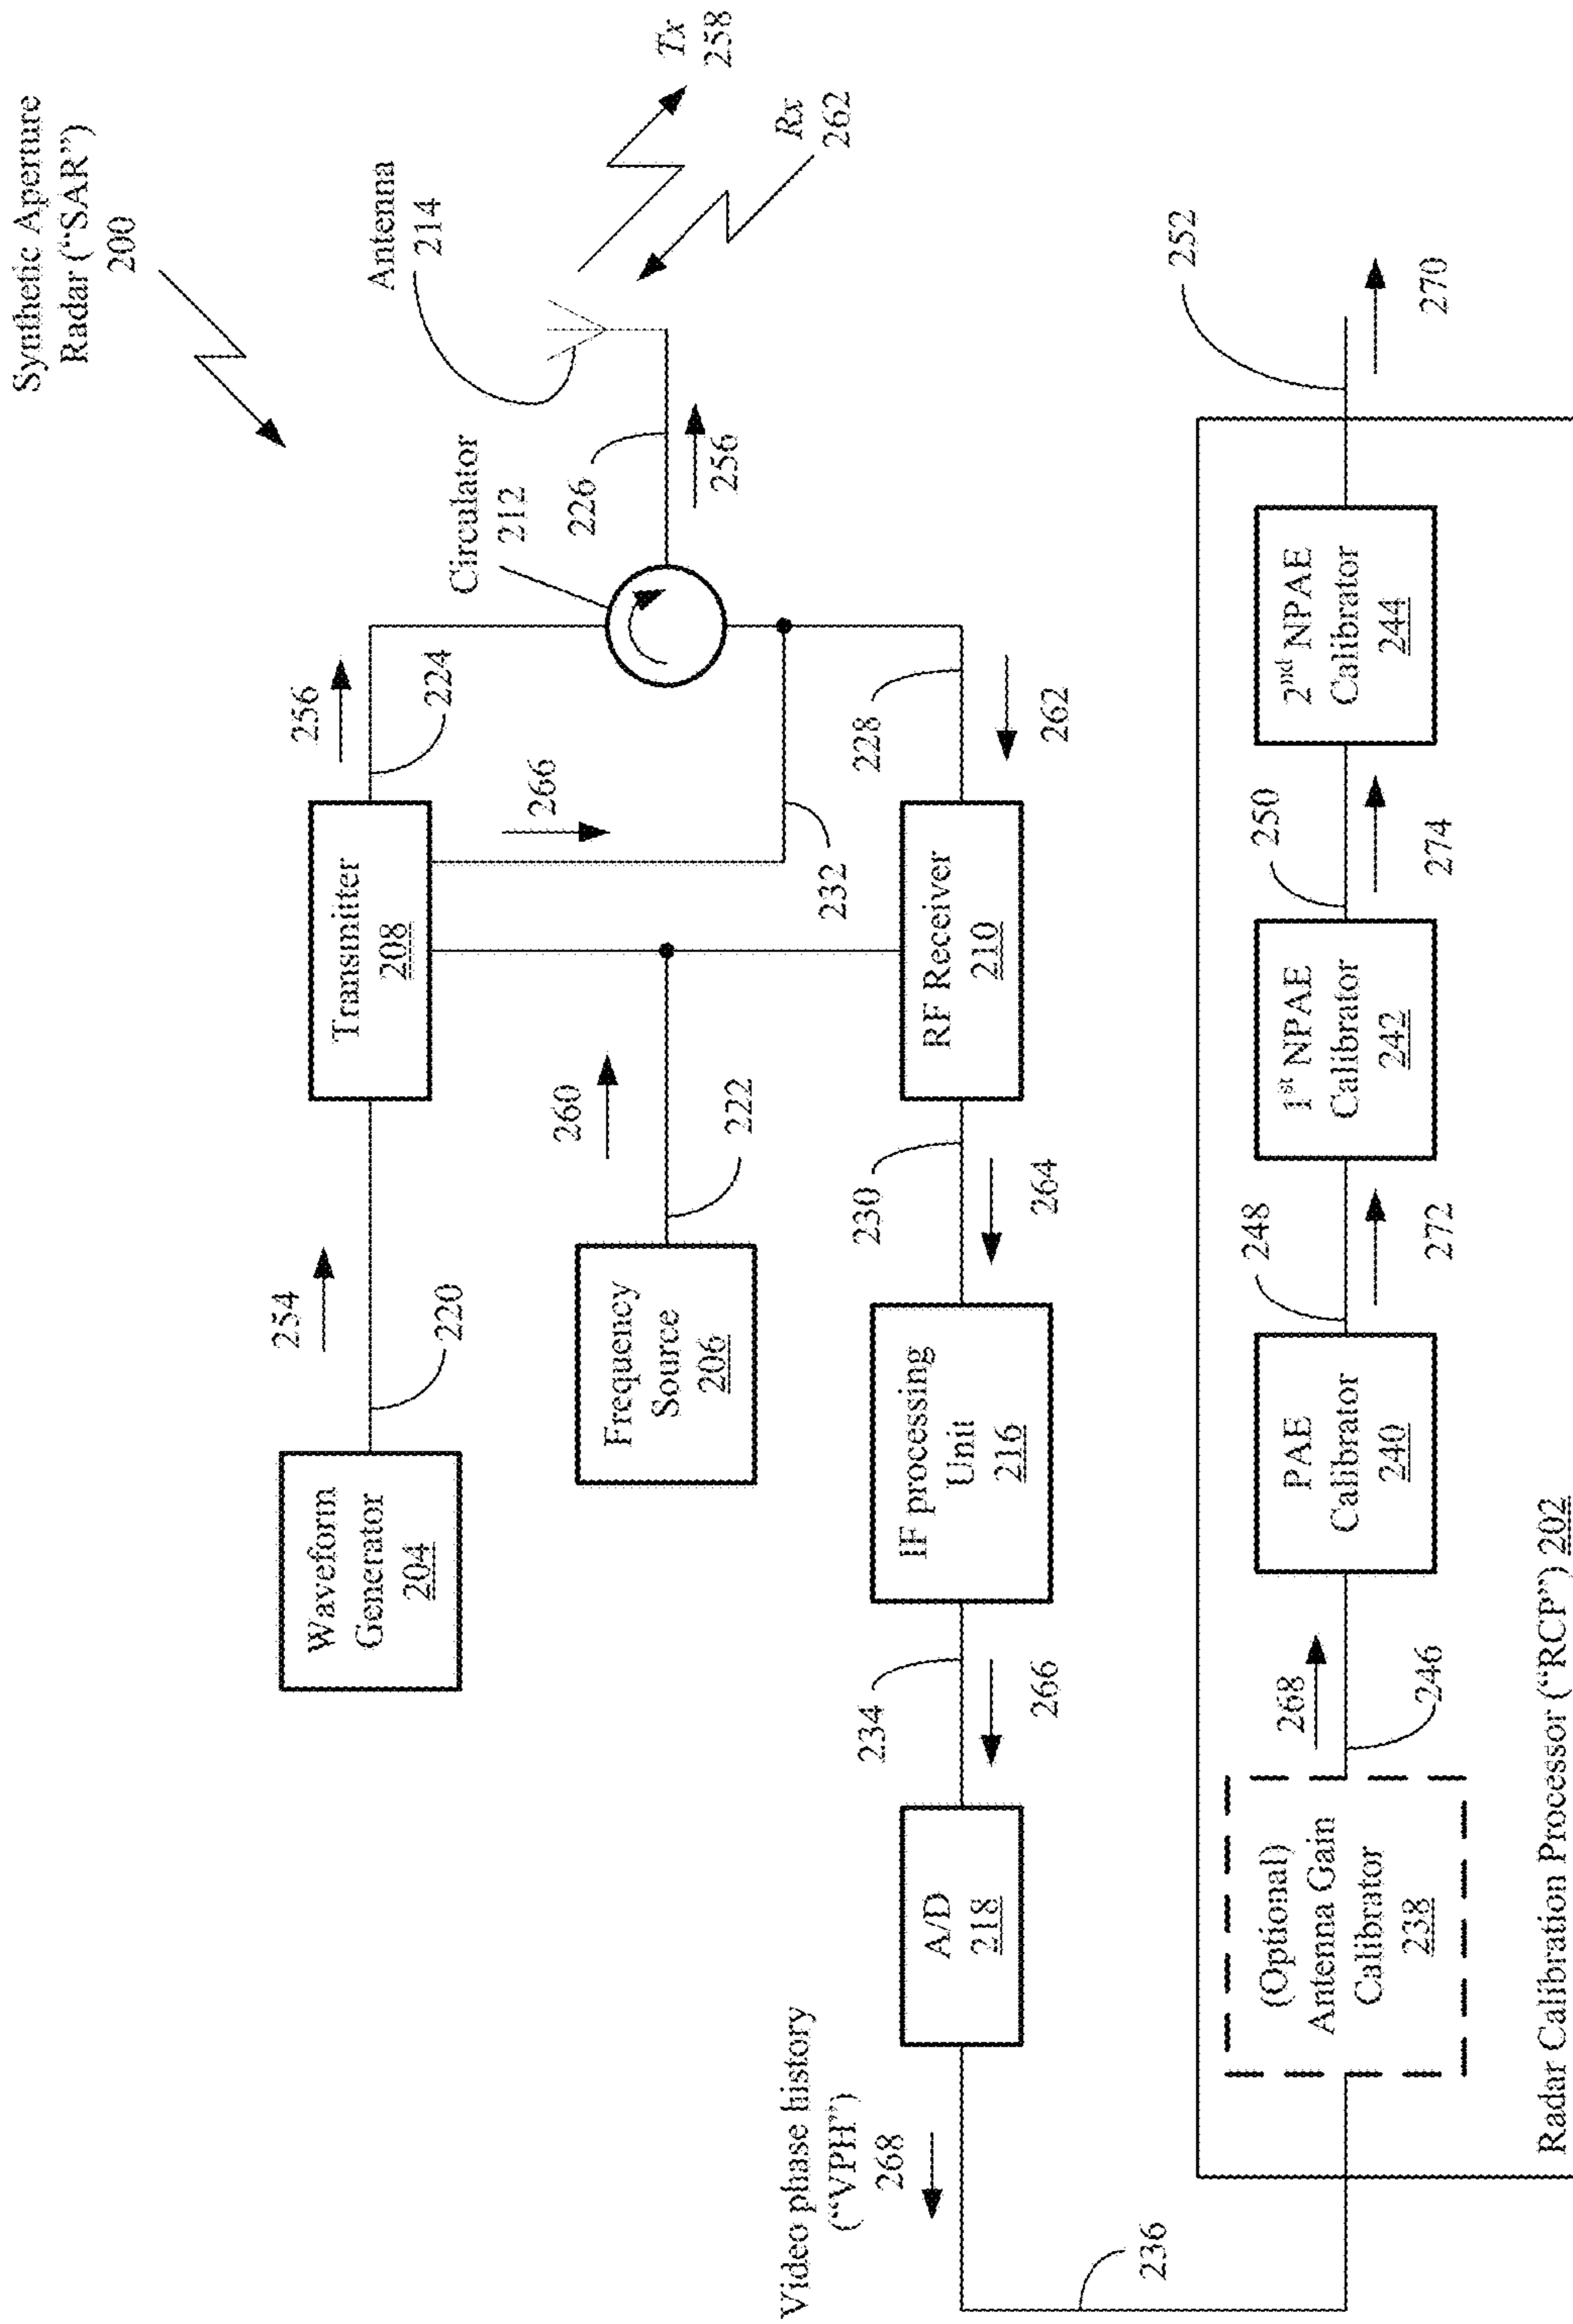 Synthetic Aperture
Radar ("SAR")
200
Tx
258
Rx
262
Antenna
214
Circulator
212
226
256
256
224
Transmitter
208
266
232
228
262
254
220
Waveform
Generator
204
260
222
Frequency
Source
206
RF Receiver
210
230
264
IF processing
Unit
216
234
266
A/D
218
Video phase history
("VPH")
268
236
(Optional)
Antenna Gain
Calibrator
238
268
246
PAE
Calibrator
240
248
272
1st NPAE
Calibrator
242
250
274
2nd NPAE
Calibrator
244
252
270
Radar Calibration Processor ("RCP") 202